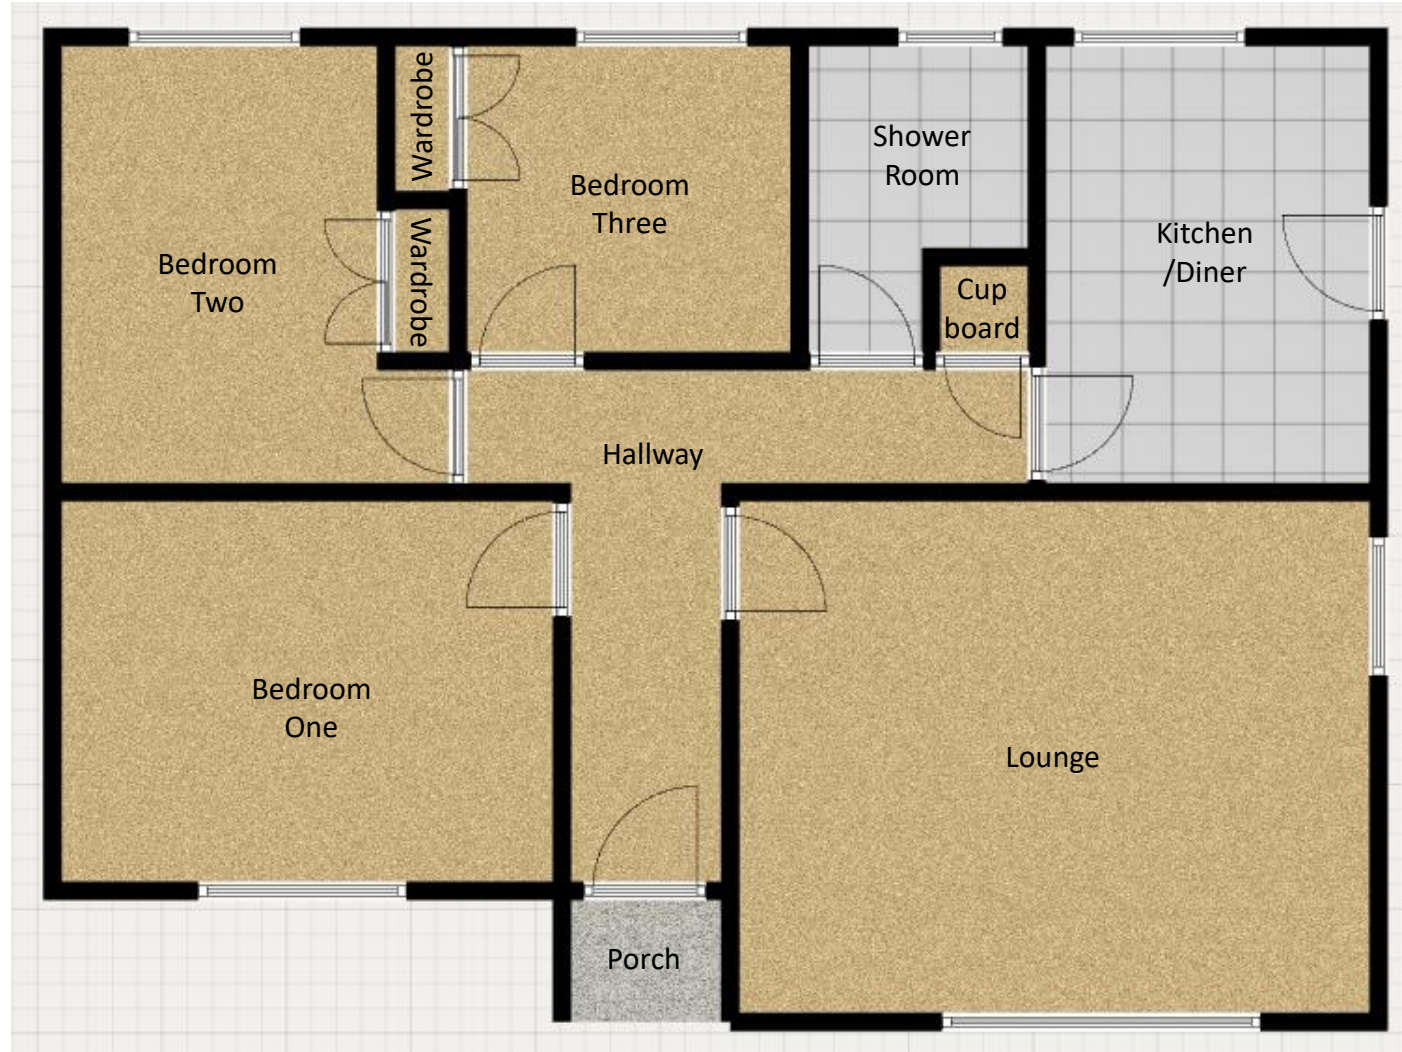 Wardrobe
Wardrobe
Bedroom
Two
Bedroom
Three
Shower
Room
Cup
board
Kitchen
/Diner
Hallway
Bedroom
One
Lounge
Porch